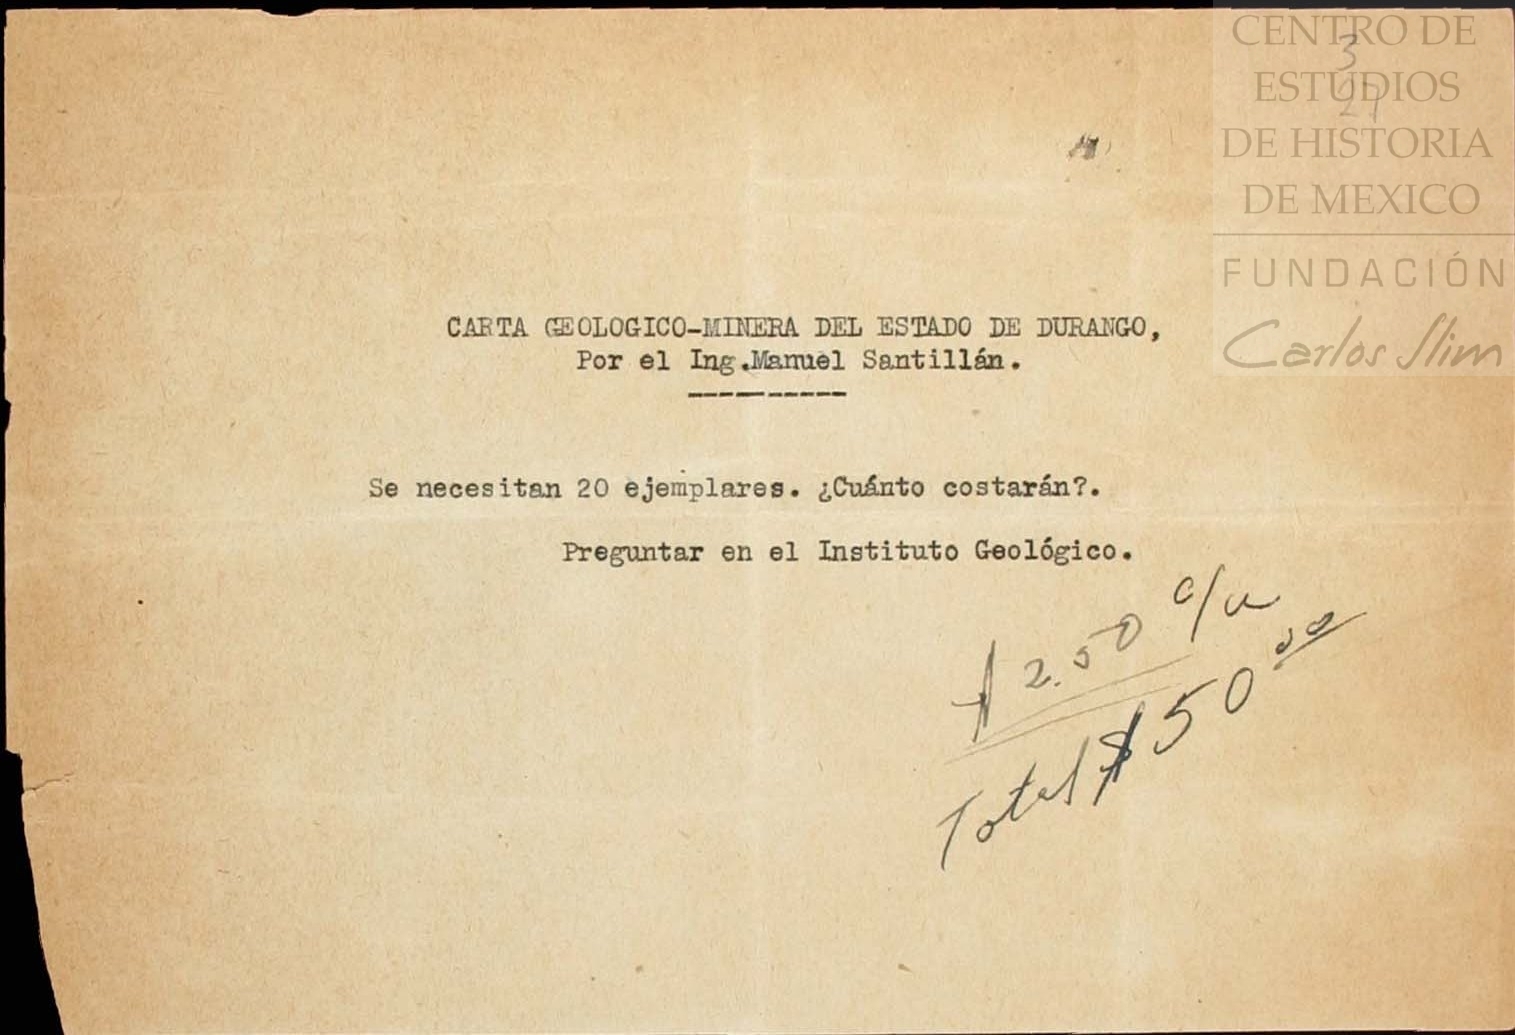 CENTRO DE
ESTUDIOS
DE HISTORIA
DE MEXICO
FUNDACIÓN
Carlos Slim
3
27
CARTA GEOLOGICO-MINERA DEL ESTADO DE DURANGO,
Por el Ing.Manuel Santillán.
----------
Se necesitan 20 ejemplares. ¿Cuánto costarán?.
Preguntar en el Instituto Geológico.
$2.50 c/u
Total $50.00